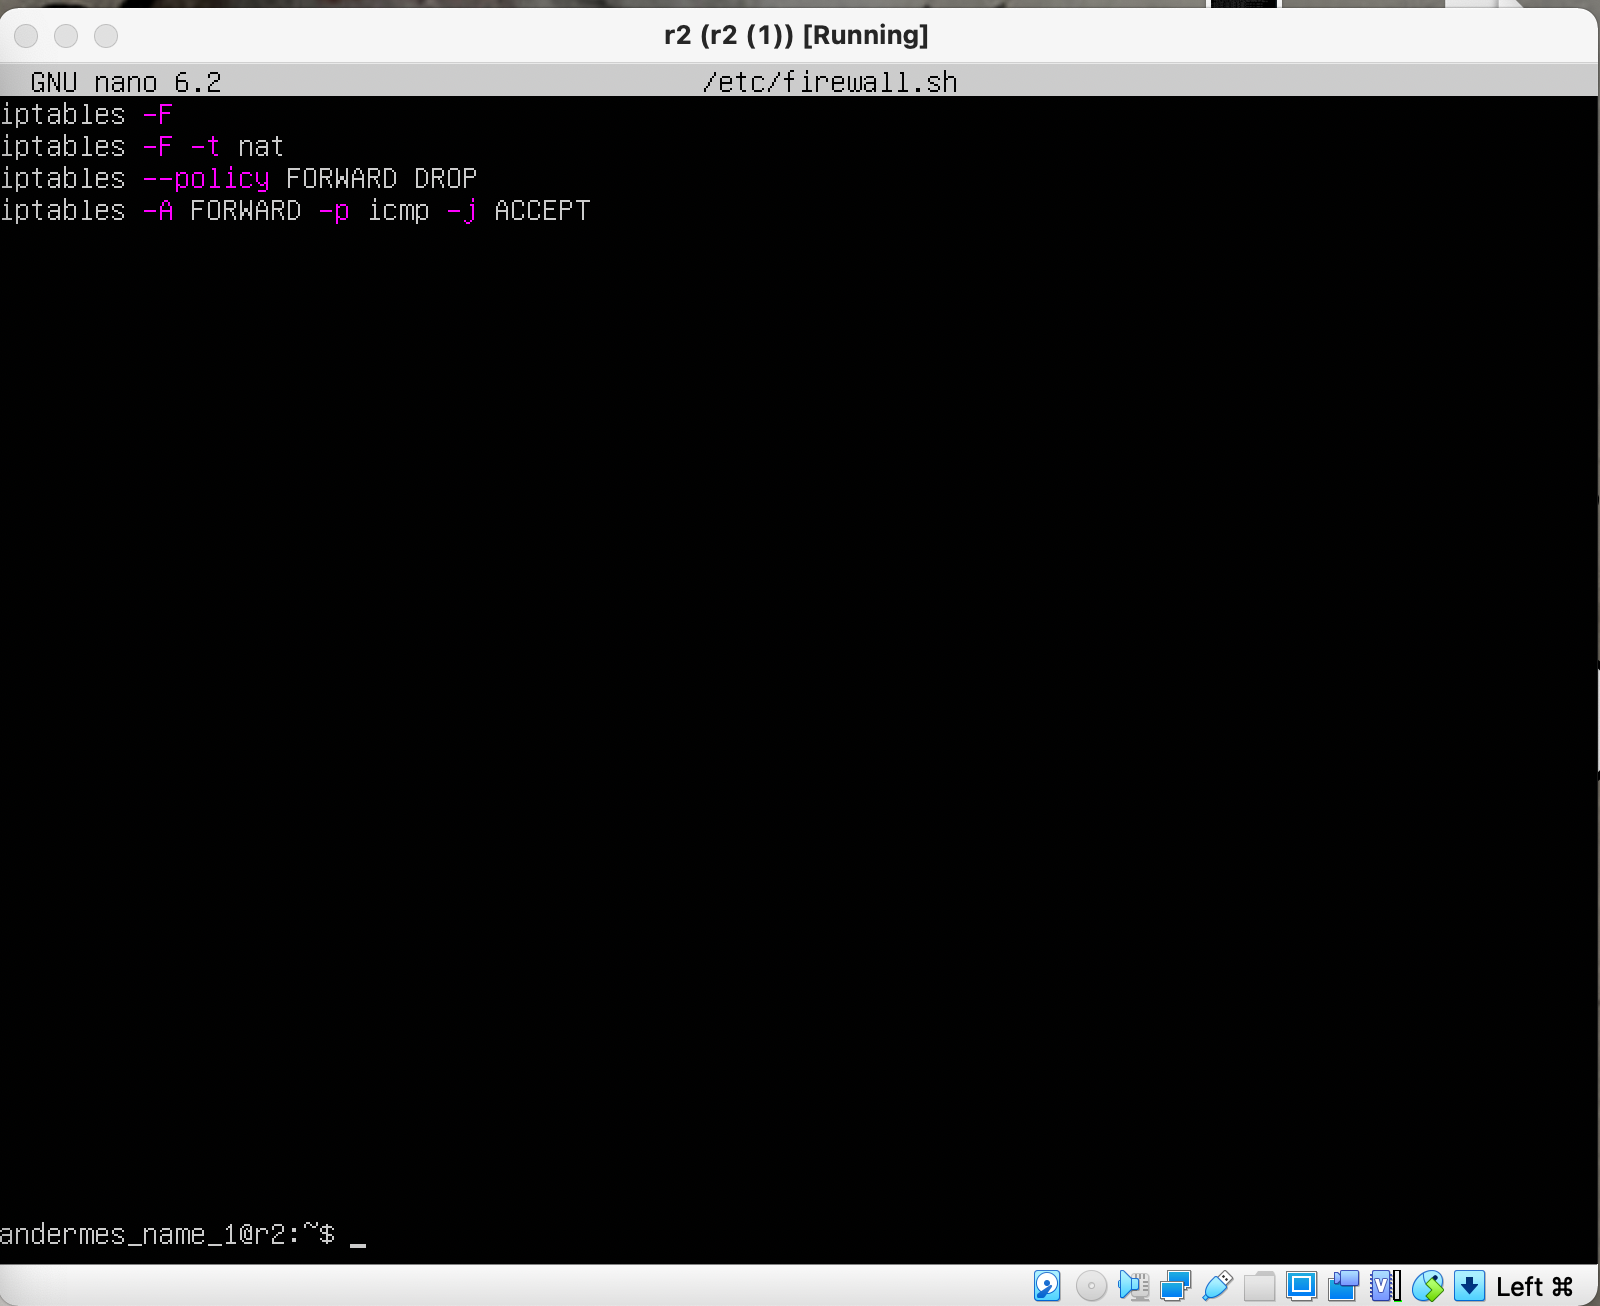 r2 (r2 (1)) [Running]
GNU nano 6.2 /etc/firewall.sh
iptables -F
iptables -F -t nat
iptables --policy FORWARD DROP
iptables -A FORWARD -p icmp -j ACCEPT
andermes_name_1@r2:~$ _
Left ⌘